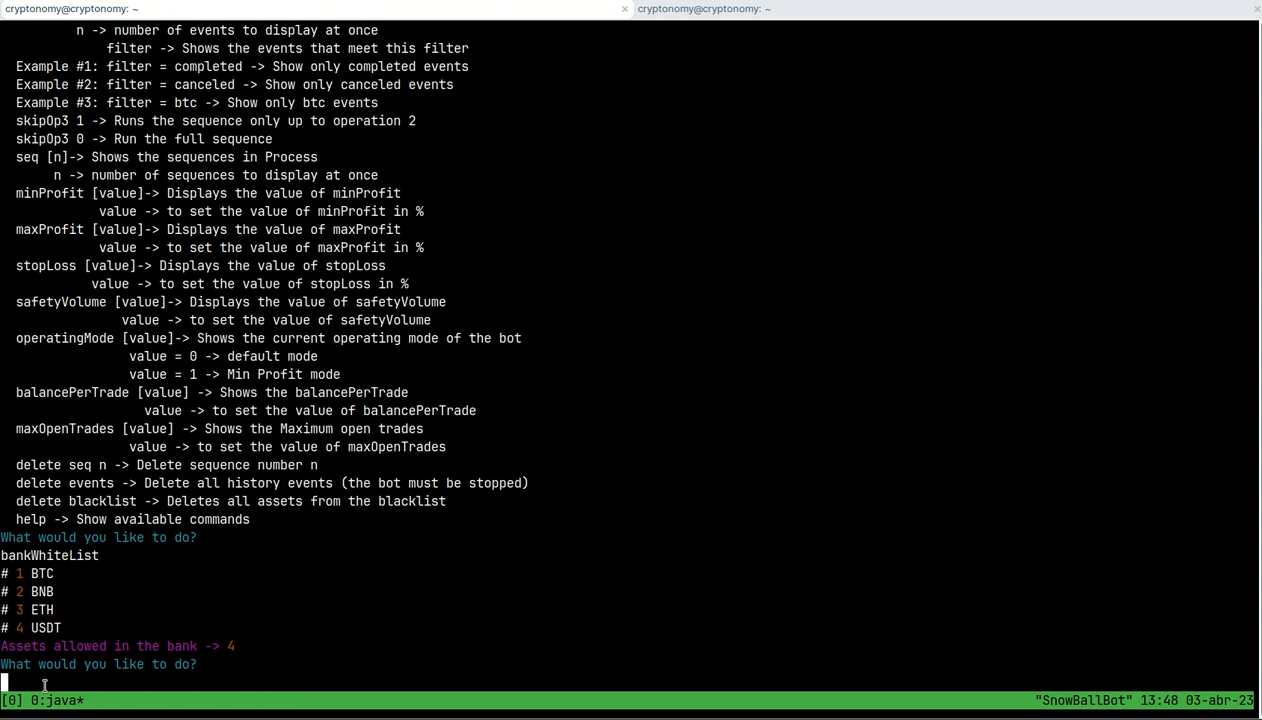 cryptonomy@cryptonomy: ~ × cryptonomy@cryptonomy: ~ ×
n -> number of events to display at once
filter -> Shows the events that meet this filter
Example #1: filter = completed -> Show only completed events
Example #2: filter = canceled -> Show only canceled events
Example #3: filter = btc -> Show only btc events
skipOp3 1 -> Runs the sequence only up to operation 2
skipOp3 0 -> Run the full sequence
seq [n]-> Shows the sequences in Process
n -> number of sequences to display at once
minProfit [value]-> Displays the value of minProfit
value -> to set the value of minProfit in %
maxProfit [value]-> Displays the value of maxProfit
value -> to set the value of maxProfit in %
stopLoss [value]-> Displays the value of stopLoss
value -> to set the value of stopLoss in %
safetyVolume [value]-> Displays the value of safetyVolume
value -> to set the value of safetyVolume
operatingMode [value]-> Shows the current operating mode of the bot
value = 0 -> default mode
value = 1 -> Min Profit mode
balancePerTrade [value] -> Shows the balancePerTrade
value -> to set the value of balancePerTrade
maxOpenTrades [value] -> Shows the Maximum open trades
value -> to set the value of maxOpenTrades
delete seq n -> Delete sequence number n
delete events -> Delete all history events (the bot must be stopped)
delete blacklist -> Deletes all assets from the blacklist
help -> Show available commands
What would you like to do?
bankWhiteList
# 1 BTC
# 2 BNB
# 3 ETH
# 4 USDT
Assets allowed in the bank -> 4
What would you like to do?
[0] 0:java* "SnowBallBot" 13:48 03-abr-23